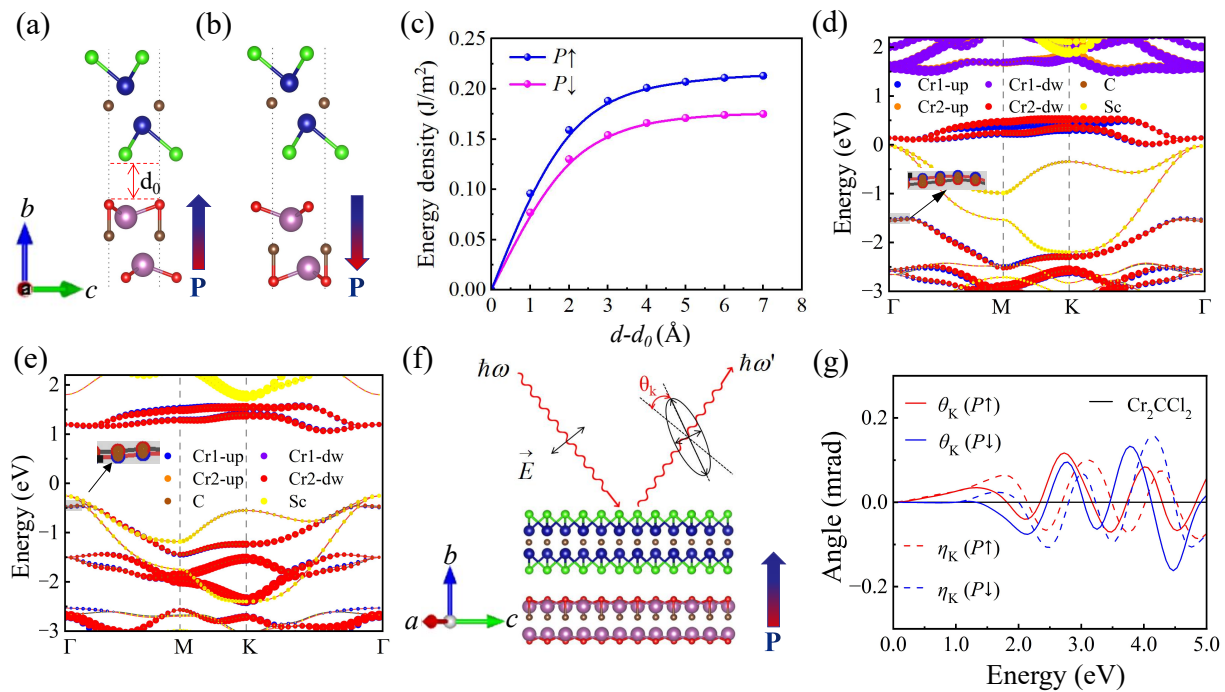 (a)
(b)
d0
b
a
c
P
P
(c)
Energy density (J/m2)
0.25
0.20
0.15
0.10
0.05
0.00
P↑
P↓
0 1 2 3 4 5 6 7 8
d-d0 (Å)
(d)
Energy (eV)
2
1
0
−1
−2
−3
Cr1-up Cr1-dw C
Cr2-up Cr2-dw Sc
Γ M K Γ
(e)
Energy (eV)
2
1
0
−1
−2
−3
Cr1-up Cr1-dw
Cr2-up Cr2-dw
C Sc
Γ M K Γ
(f)
ħω
ħω'
θk
E
b
a
c
P
(g)
Angle (mrad)
0.2
0.0
−0.2
θK (P↑)
Cr2CCl2
θK (P↓)
ηK (P↑)
ηK (P↓)
0.0 1.0 2.0 3.0 4.0 5.0
Energy (eV)